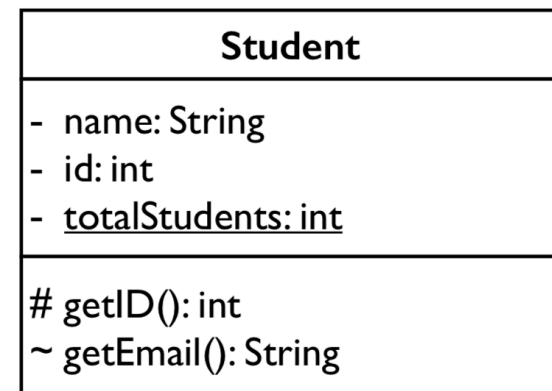 Student
- name: String
- id: int
- totalStudents: int
# getID(): int
~ getEmail(): String